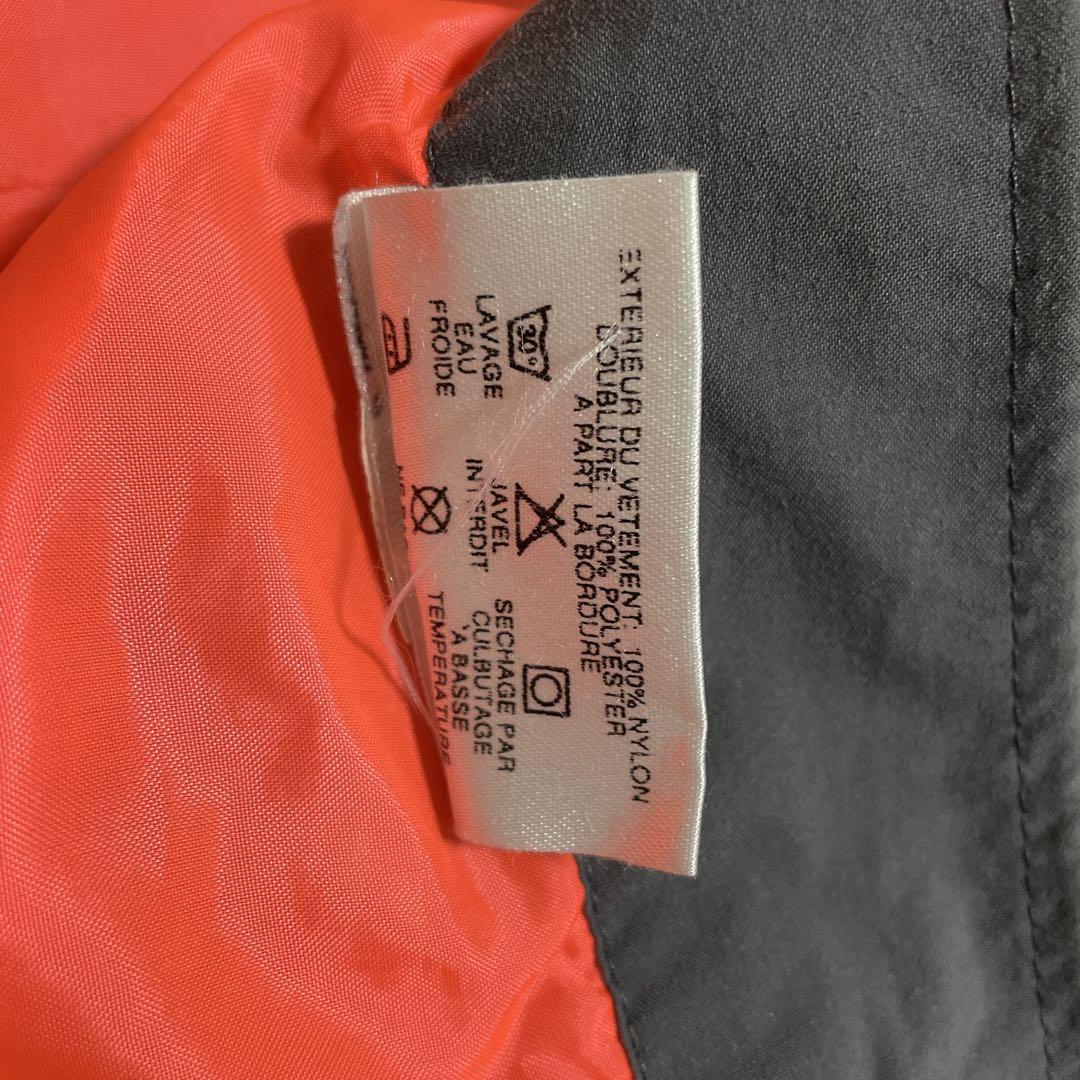 EXTERIEUR DU VETEMENT: 100% NYLON
DOUBLURE: 100% POLYESTER
A PART LA BORDURE
30°
LAVAGE
EAU
FROIDE
JAVEL
INTERDIT
SECHAGE PAR
CULBUTAGE
'A BASSE
TEMPERATURE